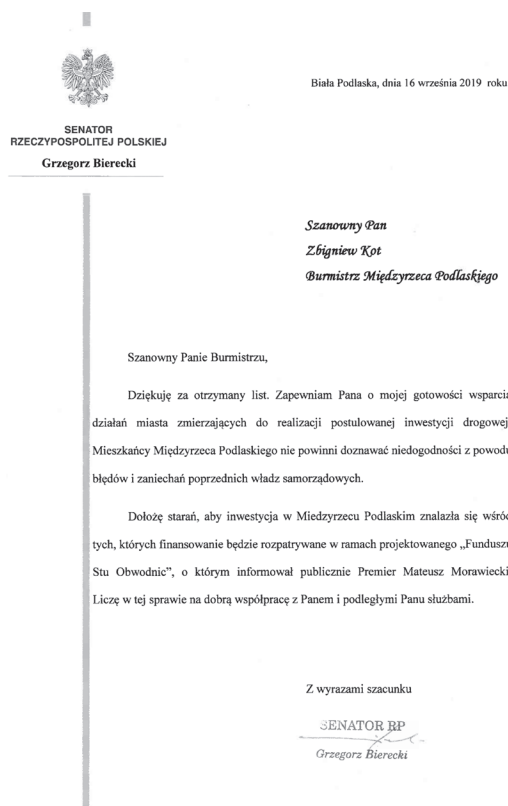 Biała Podlaska, dnia 16 września 2019 roku
SENATOR
RZECZYPOSPOLITEJ POLSKIEJ
Grzegorz Bierecki
Szanowny Pan
Zbigniew Kot
Burmistrz Międzyrzeca Podlaskiego
Szanowny Panie Burmistrzu,
Dziękuję za otrzymany list. Zapewniam Pana o mojej gotowości wsparcia
działań miasta zmierzających do realizacji postulowanej inwestycji drogowej
Mieszkańcy Międzyrzeca Podlaskiego nie powinni doznawać niedogodności z powodu
błędów i zaniechań poprzednich władz samorządowych.
Dołożę starań, aby inwestycja w Miedzyrzecu Podlaskim znalazła się wśród
tych, których finansowanie będzie rozpatrywane w ramach projektowanego „Funduszu
Stu Obwodnic”, o którym informował publicznie Premier Mateusz Morawiecki
Liczę w tej sprawie na dobrą współpracę z Panem i podległymi Panu służbami.
Z wyrazami szacunku
SENATOR RP
Grzegorz Bierecki